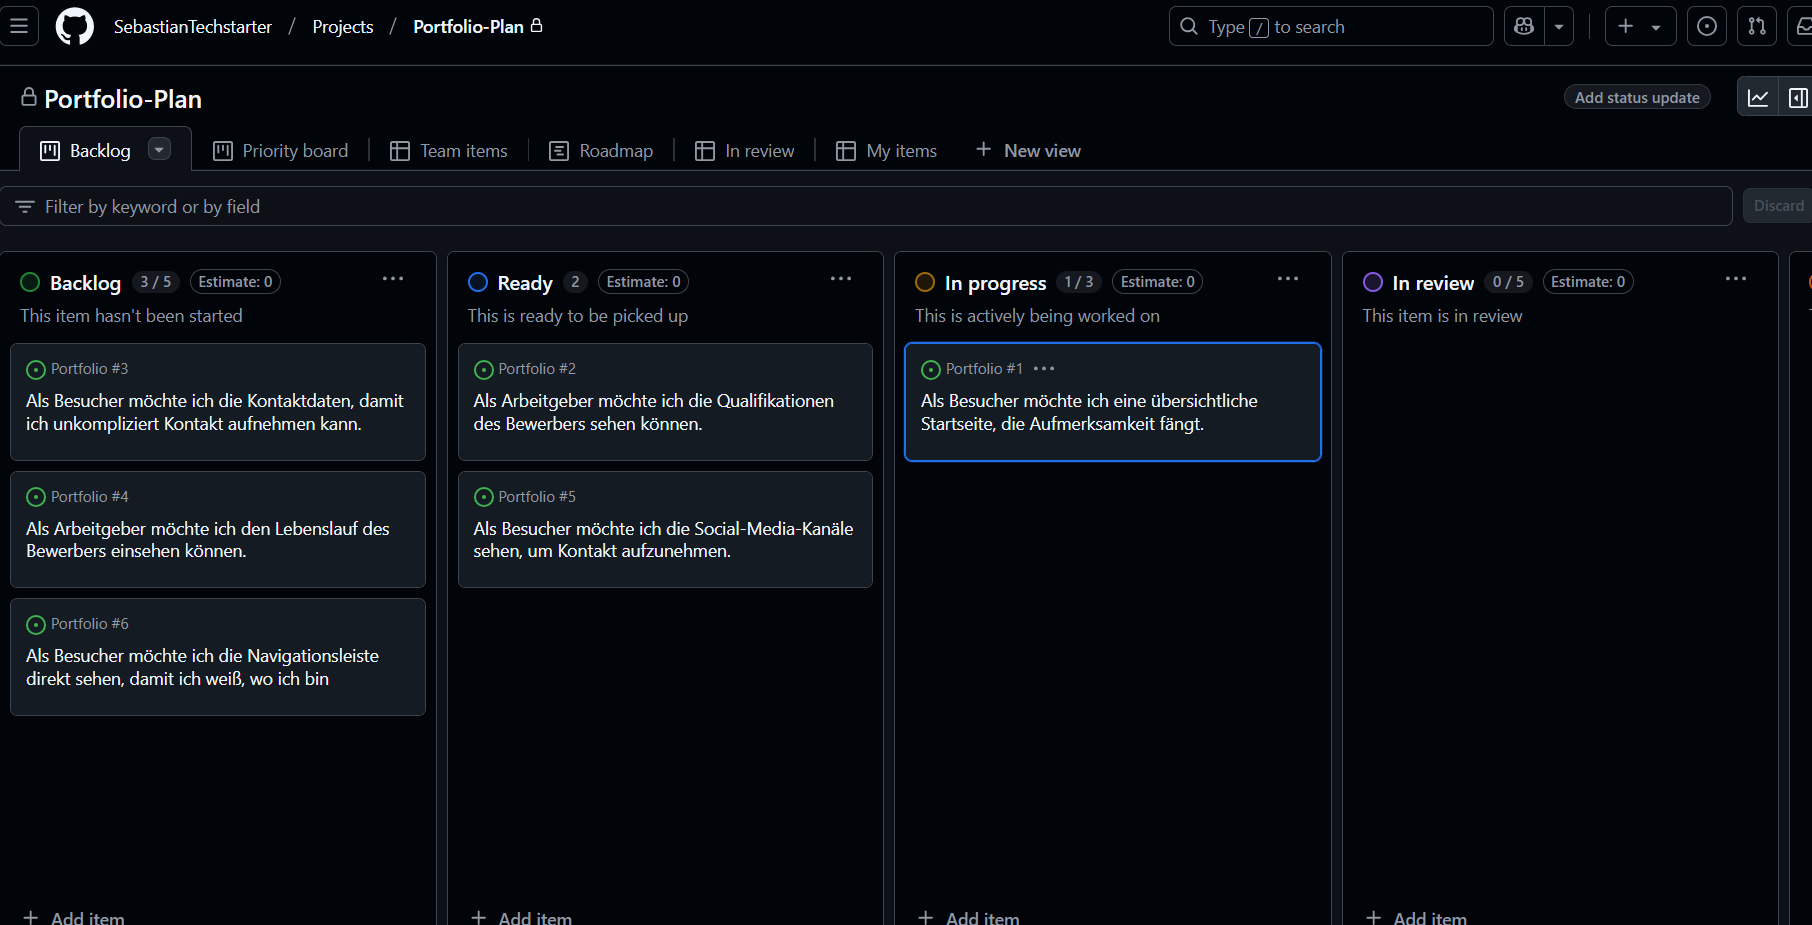 SebastianTechstarter / Projects / Portfolio-Plan
Type / to search
Portfolio-Plan
Add status update
Backlog
Priority board
Team items
Roadmap
In review
My items
New view
Filter by keyword or by field
Discard
Backlog 3 / 5 Estimate: 0
This item hasn't been started
Portfolio #3
Als Besucher möchte ich die Kontaktdaten, damit
ich unkompliziert Kontakt aufnehmen kann.
Portfolio #4
Als Arbeitgeber möchte ich den Lebenslauf des
Bewerbers einsehen können.
Portfolio #6
Als Besucher möchte ich die Navigationsleiste
direkt sehen, damit ich weiß, wo ich bin
Add item
Ready 2 Estimate: 0
This is ready to be picked up
Portfolio #2
Als Arbeitgeber möchte ich die Qualifikationen
des Bewerbers sehen können.
Portfolio #5
Als Besucher möchte ich die Social-Media-Kanäle
sehen, um Kontakt aufzunehmen.
Add item
In progress 1 / 3 Estimate: 0
This is actively being worked on
Portfolio #1
Als Besucher möchte ich eine übersichtliche
Startseite, die Aufmerksamkeit fängt.
Add item
In review 0 / 5 Estimate: 0
This item is in review
Add item